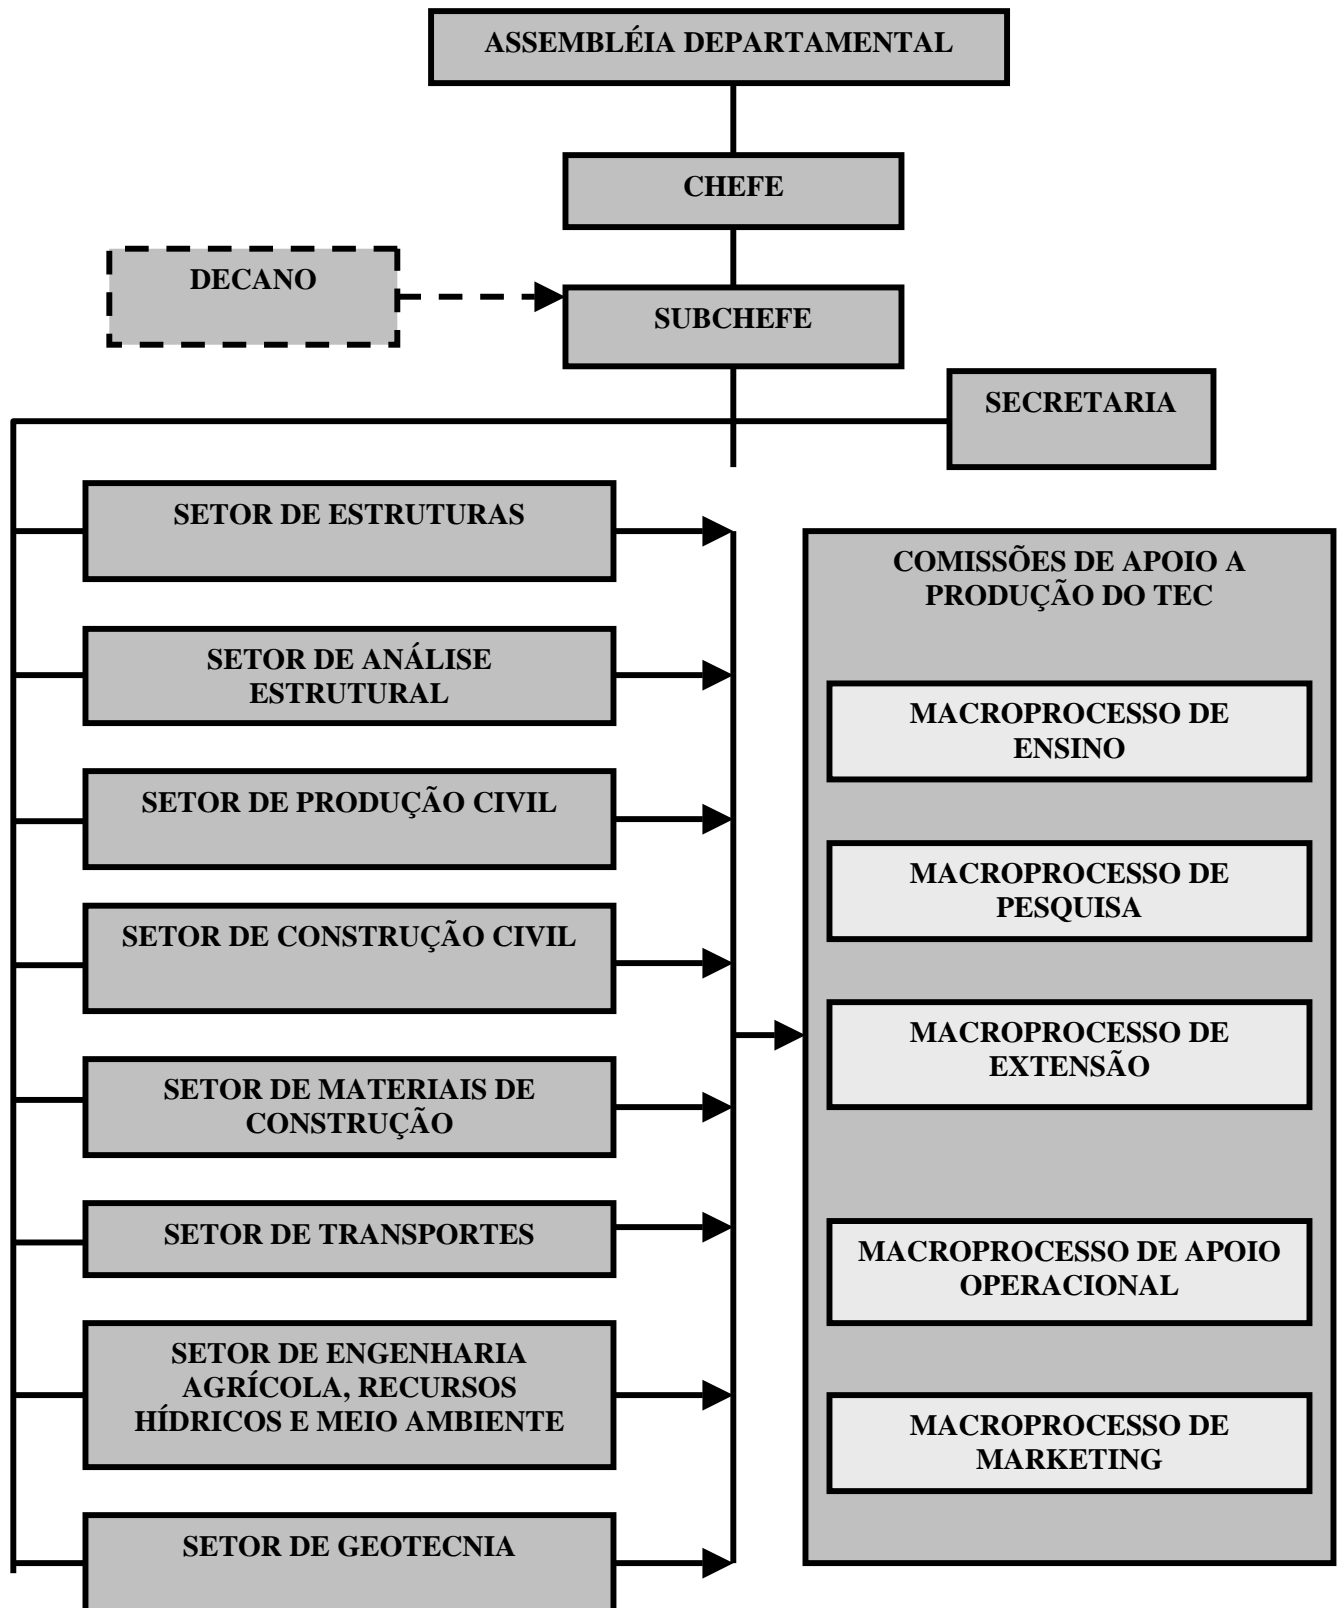 ASSEMBLÉIA DEPARTAMENTAL
CHEFE
DECANO
SUBCHEFE
SECRETARIA
SETOR DE ESTRUTURAS
SETOR DE ANÁLISE
ESTRUTURAL
SETOR DE PRODUÇÃO CIVIL
SETOR DE CONSTRUÇÃO CIVIL
SETOR DE MATERIAIS DE
CONSTRUÇÃO
SETOR DE TRANSPORTES
SETOR DE ENGENHARIA
AGRÍCOLA, RECURSOS
HÍDRICOS E MEIO AMBIENTE
SETOR DE GEOTECNIA
COMISSÕES DE APOIO A
PRODUÇÃO DO TEC
MACROPROCESSO DE
ENSINO
MACROPROCESSO DE
PESQUISA
MACROPROCESSO DE
EXTENSÃO
MACROPROCESSO DE APOIO
OPERACIONAL
MACROPROCESSO DE
MARKETING